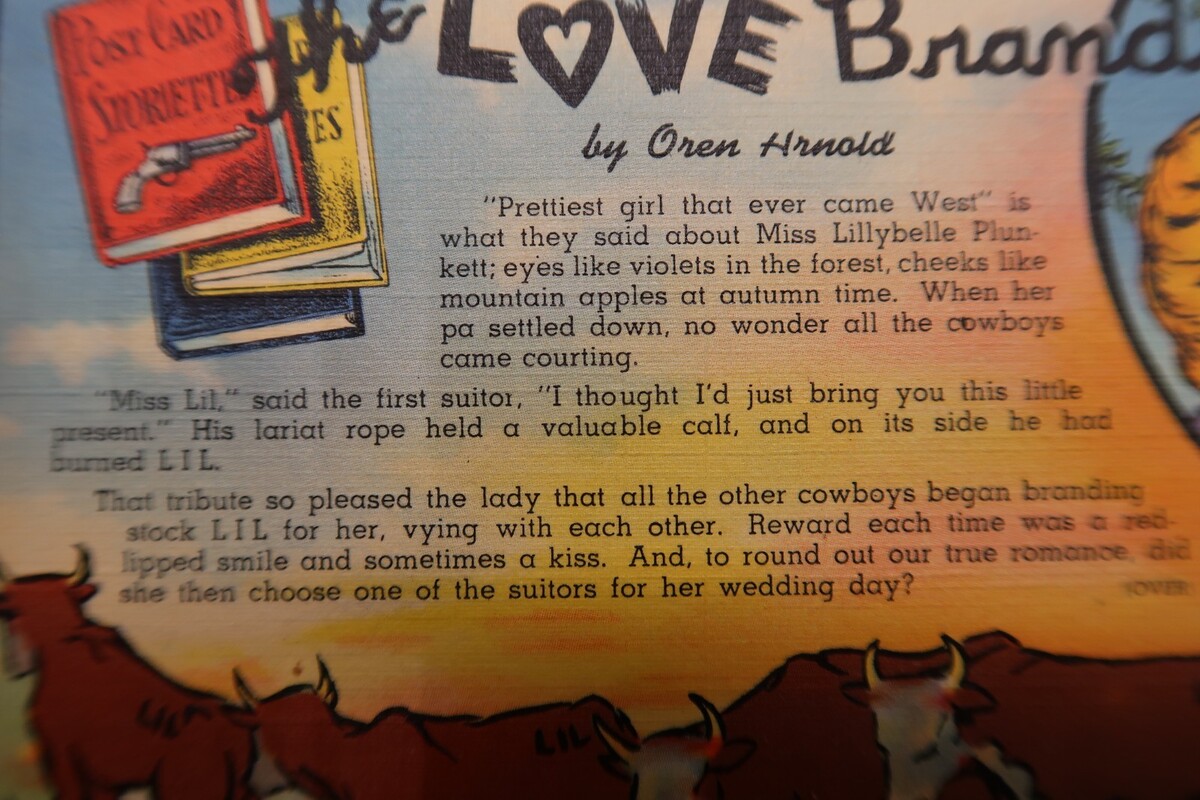 POST CARD
STORIETTE
ES
The LOVE Brand
by Oren Arnold
"Prettiest girl that ever came West" is
what they said about Miss Lillybelle Plun-
kett; eyes like violets in the forest, cheeks like
mountain apples at autumn time. When her
pa settled down, no wonder all the cowboys
came courting.
"Miss Lil," said the first suitor, "I thought I'd just bring you this little
present." His lariat rope held a valuable calf, and on its side he had
burned L I L.
That tribute so pleased the lady that all the other cowboys began branding
stock L I L for her, vying with each other. Reward each time was a red-
lipped smile and sometimes a kiss. And, to round out our true romance, did
she then choose one of the suitors for her wedding day?
(OVER
LIL
LIL